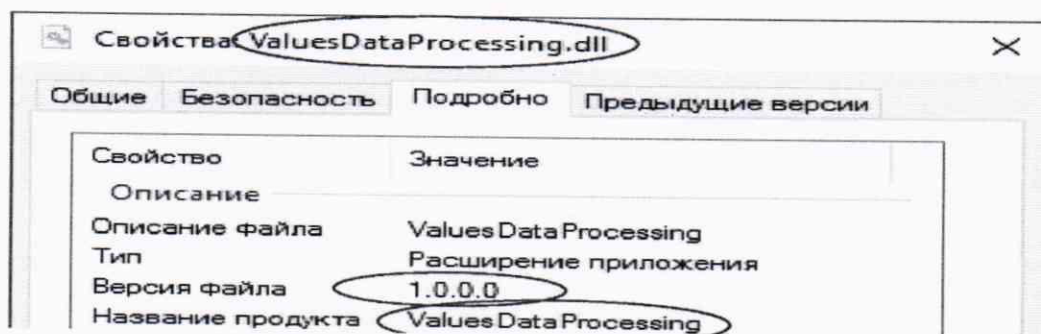 Свойства: ValuesDataProcessing.dll
Общие Безопасность Подробно Предыдущие версии
Свойство Значение
Описание
Описание файла ValuesDataProcessing
Тип Расширение приложения
Версия файла 1.0.0.0
Название продукта ValuesDataProcessing